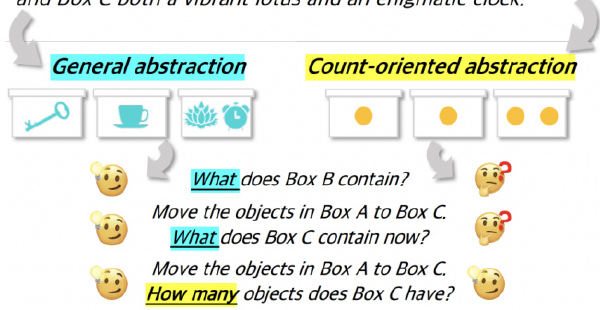 and Box C both a vibrant lotus and an enigmatic clock.
General abstraction
Count-oriented abstraction
What does Box B contain?
Move the objects in Box A to Box C.
What does Box C contain now?
Move the objects in Box A to Box C.
How many objects does Box C have?